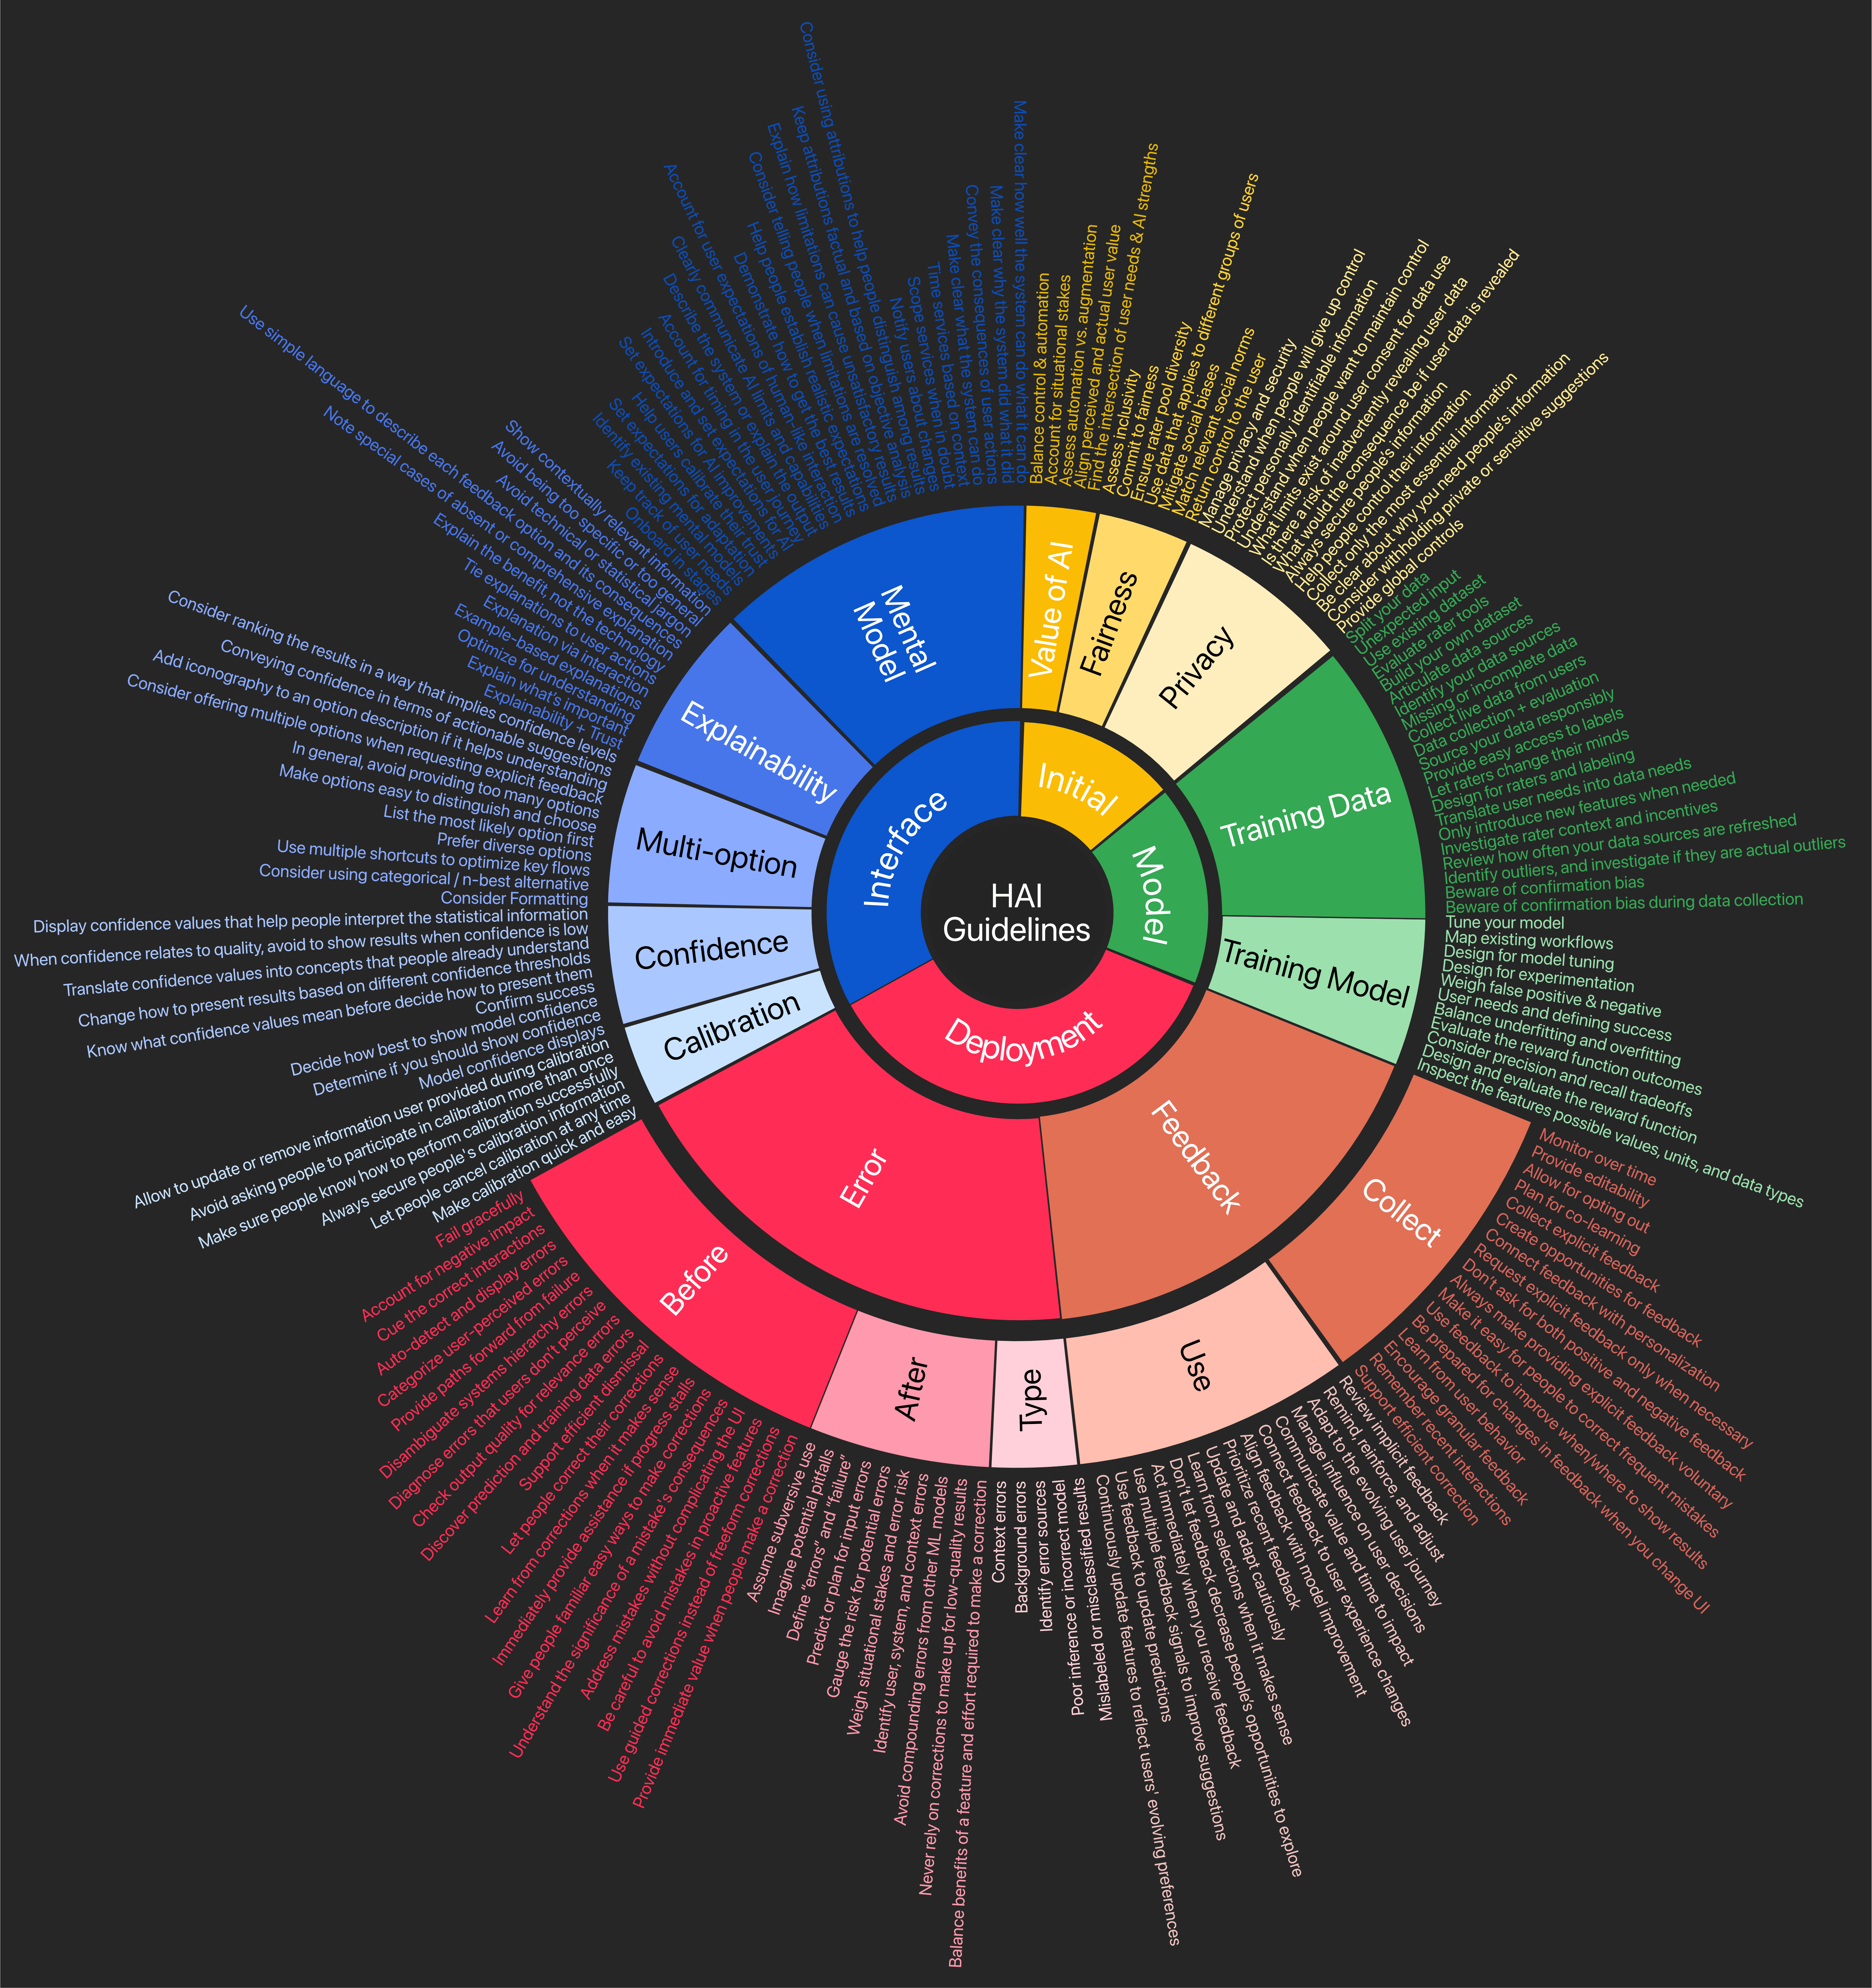 HAI
Guidelines
Initial
Model
Deployment
Interface
Value of AI
Fairness
Privacy
Training Data
Training Model
Feedback
Error
Collect
Use
Type
After
Before
Calibration
Confidence
Multi-option
Explainability
Mental
Model
Balance control & automation
Account for situational stakes
Assess automation vs. augmentation
Align perceived and actual user value
Find the intersection of user needs & AI strengths
Assess inclusivity
Commit to fairness
Ensure rater pool diversity
Use data that applies to different groups of users
Mitigate social biases
Match relevant social norms
Return control to the user
Manage privacy and security
Understand when people will give up control
Protect personally identifiable information
Understand when people want to maintain control
What limits exist around user consent for data use
Is there a risk of inadvertently revealing user data
What would the consequence be if user data is revealed
Always secure people's information
Help people control their information
Collect only the most essential information
Be clear about why you need people's information
Consider withholding private or sensitive suggestions
Provide global controls
Split your data
Unexpected input
Use existing dataset
Evaluate rater tools
Build your own dataset
Articulate data sources
Identify your data sources
Missing or incomplete data
Collect live data from users
Data collection + evaluation
Source your data responsibly
Provide easy access to labels
Let raters change their minds
Design for raters and labeling
Translate user needs into data needs
Only introduce new features when needed
Investigate rater context and incentives
Review how often your data sources are refreshed
Identify outliers, and investigate if they are actual outliers
Beware of confirmation bias
Beware of confirmation bias during data collection
Tune your model
Map existing workflows
Design for model tuning
Design for experimentation
Weigh false positive & negative
User needs and defining success
Balance underfitting and overfitting
Evaluate the reward function outcomes
Consider precision and recall tradeoffs
Design and evaluate the reward function
Inspect the features possible values, units, and data types
Monitor over time
Provide editability
Allow for opting out
Plan for co-learning
Collect explicit feedback
Create opportunities for feedback
Connect feedback with personalization
Request explicit feedback only when necessary
Don't ask for both positive and negative feedback
Always make providing explicit feedback voluntary
Make it easy for people to correct frequent mistakes
Use feedback to improve when/where to show results
Be prepared for changes in feedback when you change UI
Learn from user behavior
Encourage granular feedback
Remember recent interactions
Support efficient correction
Review implicit feedback
Remind, reinforce, and adjust
Adapt to the evolving user journey
Manage influence on user decisions
Communicate value and time to impact
Connect feedback to user experience changes
Align feedback with model improvement
Prioritize recent feedback
Update and adapt cautiously
Learn from selections when it makes sense
Don't let feedback decrease people's opportunities to explore
Act immediately when you receive feedback
use multiple feedback signals to improve suggestions
Use feedback to update predictions
Continuously update features to reflect users' evolving preferences
Mislabeled or misclassified results
Poor inference or incorrect model
Identify error sources
Background errors
Context errors
Balance benefits of a feature and effort required to make a correction
Never rely on corrections to make up for low-quality results
Avoid compounding errors from other ML models
Identify user, system, and context errors
Weigh situational stakes and error risk
Gauge the risk for potential errors
Predict or plan for input errors
Define "errors" and "failure"
Imagine potential pitfalls
Assume subversive use
Provide immediate value when people make a correction
Use guided corrections instead of freeform corrections
Be careful to avoid mistakes in proactive features
Address mistakes without complicating the UI
Understand the significance of a mistake's consequences
Give people familiar easy ways to make corrections
Immediately provide assistance if progress stalls
Learn from corrections when it makes sense
Let people correct their corrections
Support efficient dismissal
Discover prediction and training data errors
Check output quality for relevance errors
Diagnose errors that users don't perceive
Disambiguate systems hierarchy errors
Provide paths forward from failure
Categorize user-perceived errors
Auto-detect and display errors
Cue the correct interactions
Account for negative impact
Fail gracefully
Make calibration quick and easy
Let people cancel calibration at any time
Always secure people's calibration information
Make sure people know how to perform calibration successfully
Avoid asking people to participate in calibration more than once
Allow to update or remove information user provided during calibration
Model confidence displays
Determine if you should show confidence
Decide how best to show model confidence
Confirm success
Know what confidence values mean before decide how to present them
Change how to present results based on different confidence thresholds
Translate confidence values into concepts that people already understand
When confidence relates to quality, avoid to show results when confidence is low
Display confidence values that help people interpret the statistical information
Consider Formatting
Consider using categorical / n-best alternative
Use multiple shortcuts to optimize key flows
Prefer diverse options
List the most likely option first
Make options easy to distinguish and choose
In general, avoid providing too many options
Consider offering multiple options when requesting explicit feedback
Add iconography to an option description if it helps understanding
Conveying confidence in terms of actionable suggestions
Consider ranking the results in a way that implies confidence levels
Explainability + Trust
Explain what's important
Optimize for understanding
Example-based explanations
Explanation via interaction
Tie explanations to user actions
Explain the benefit, not the technology
Note special cases of absent or comprehensive explanation
Use simple language to describe each feedback option and its consequences
Avoid technical or statistical jargon
Avoid being too specific or too general
Show contextually relevant information
Onboard in stages
Keep track of user needs
Identify existing mental models
Set expectations for adaptation
Help users calibrate their trust
Set expectations for AI improvements
Introduce and set expectations for AI
Account for timing in the user journey
Describe the system or explain the output
Clearly communicate AI limits and capabilities
Account for user expectations of human-like interaction
Demonstrate how to get the best results
Help people establish realistic expectations
Consider telling people when limitations are resolved
Explain how limitations can cause unsatisfactory results
Keep attributions factual and based on objective analysis
Consider using attributions to help people distinguish among results
Notify users about changes
Scope services when in doubt
Time services based on context
Make clear what the system can do
Convey the consequences of user actions
Make clear why the system did what it did
Make clear how well the system can do what it can do